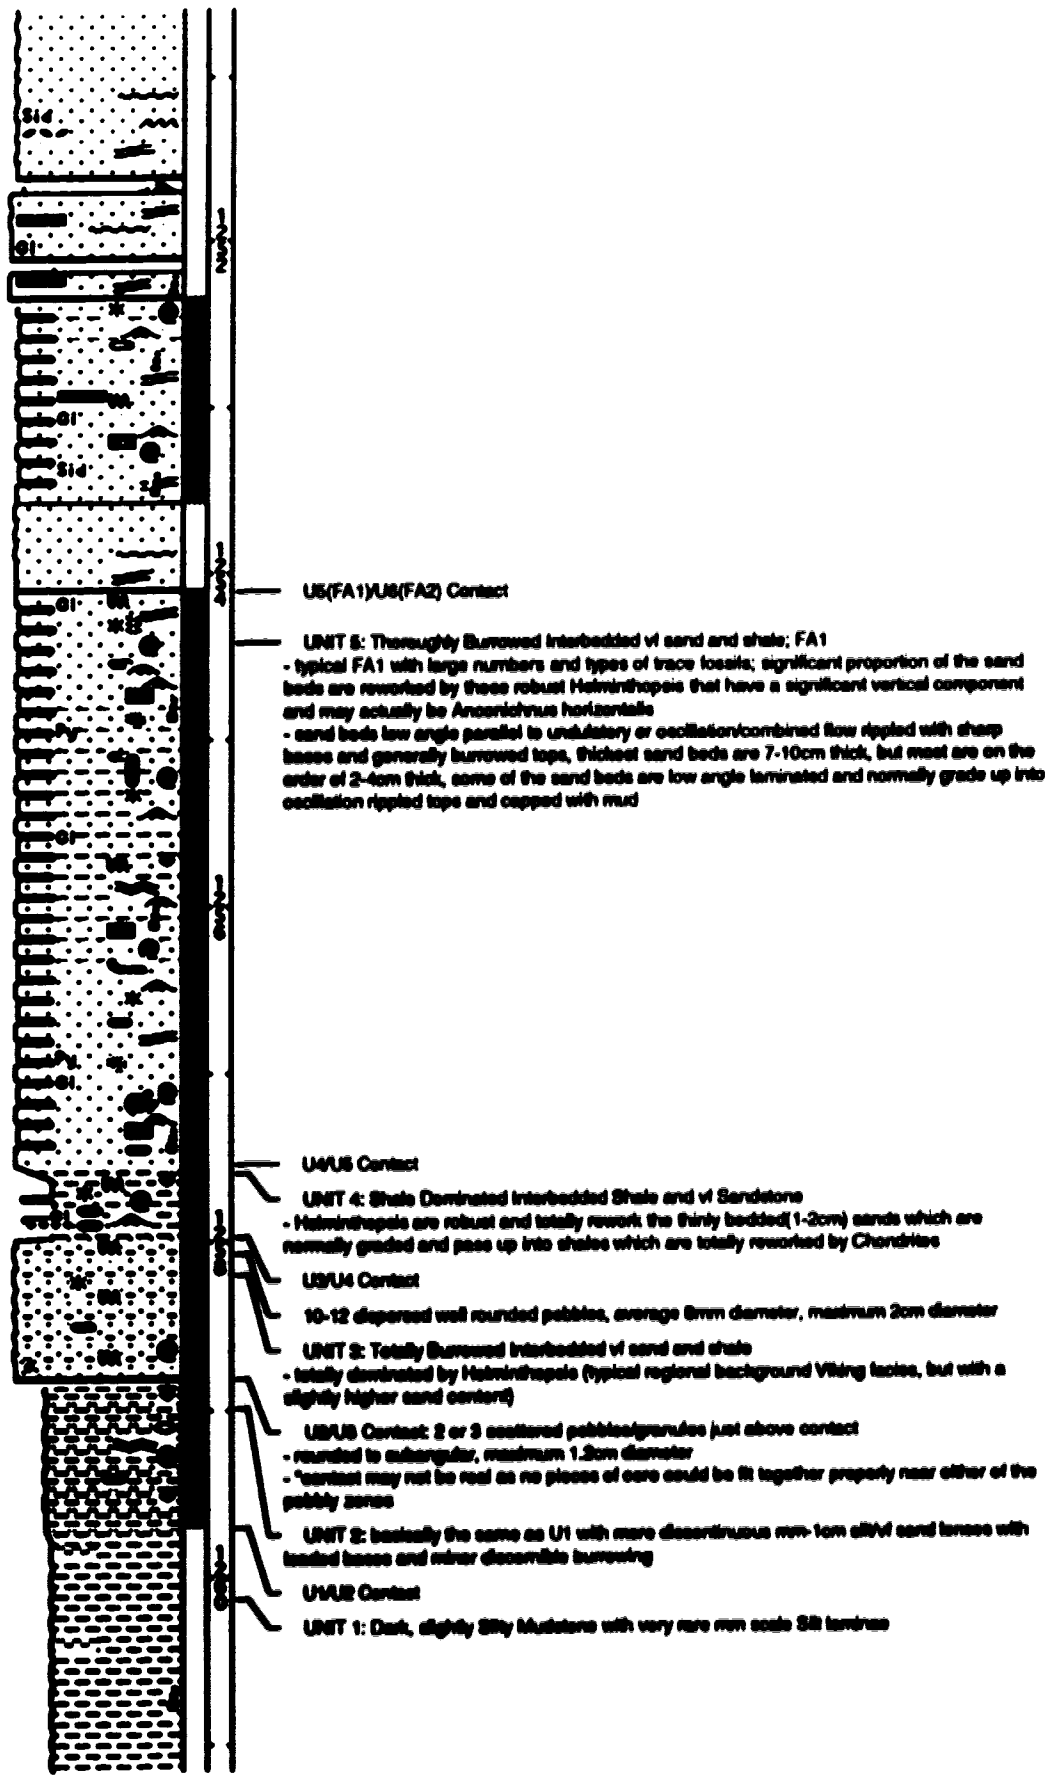 Sid
Gl
Gl
Sid
U5(FA1)/U6(FA2) Contact
Gl
UNIT 5: Thoroughly Burrowed Interbedded vf sand and shale; FA1
- typical FA1 with large numbers and types of trace fossils; significant proportion of the sand
beds are reworked by these robust Helminthopsis that have a significant vertical component
and may actually be Anconichnus horizontalis
- sand beds low angle parallel to undulatory or oscillation/combined flow rippled with sharp
bases and generally burrowed tops, thickest sand beds are 7-10cm thick, but most are on the
order of 2-4cm thick, some of the sand beds are low angle laminated and normally grade up into
oscillation rippled tops and capped with mud
Py
Gl
Py
Gl
U4/U5 Contact
UNIT 4: Shale Dominated Interbedded Shale and vf Sandstone
- Helminthopsis are robust and totally rework the thinly bedded(1-2cm) sands which are
normally graded and pass up into shales which are totally reworked by Chondrites
U3/U4 Contact
10-12 dispersed well rounded pebbles, average 8mm diameter, maximum 2cm diameter
UNIT 3: Totally Burrowed Interbedded vf sand and shale
- totally dominated by Helminthopsis (typical regional background Viking facies, but with a
slightly higher sand content)
U2/U3 Contact: 2 or 3 scattered pebbles/granules just above contact
- rounded to subangular, maximum 1.3cm diameter
- *contact may not be real as no pieces of core could be fit together properly near either of the
pebbly zones
UNIT 2: basically the same as U1 with more discontinuous mm-1cm silt/vf sand lenses with
loaded bases and minor discernible burrowing
U1/U2 Contact
UNIT 1: Dark, slightly Silty Mudstone with very rare mm scale Silt laminae